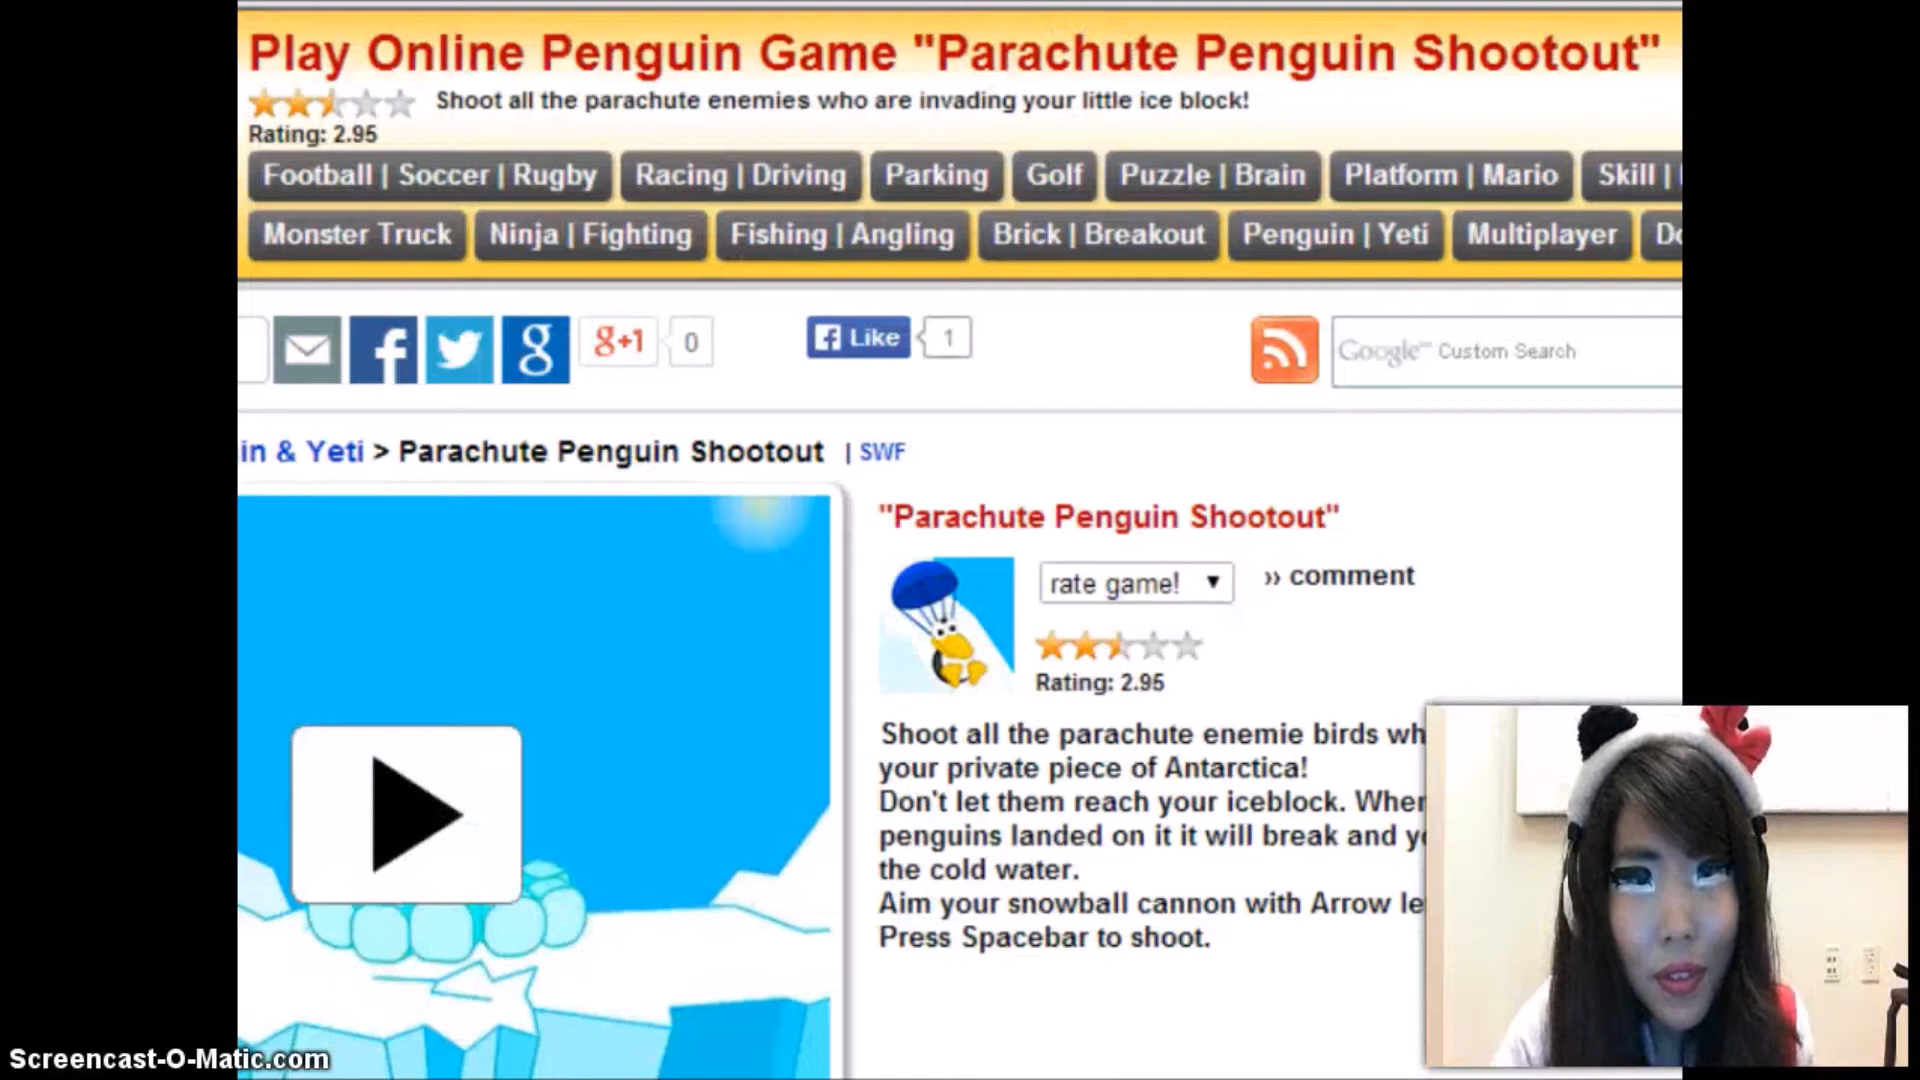 Play Online Penguin Game "Parachute Penguin Shootout"
Shoot all the parachute enemies who are invading your little ice block!
Rating: 2.95
Football | Soccer | Rugby Racing | Driving Parking Golf Puzzle | Brain Platform | Mario Skill |
Monster Truck Ninja | Fighting Fishing | Angling Brick | Breakout Penguin | Yeti Multiplayer
f g g+1 0 f Like 1 Google™ Custom Search
in & Yeti > Parachute Penguin Shootout | SWF
"Parachute Penguin Shootout"
rate game! ›› comment
Rating: 2.95
Shoot all the parachute enemie birds wh
your private piece of Antarctica!
Don't let them reach your iceblock. When
penguins landed on it it will break and y
the cold water.
Aim your snowball cannon with Arrow le
Press Spacebar to shoot.
Screencast-O-Matic.com